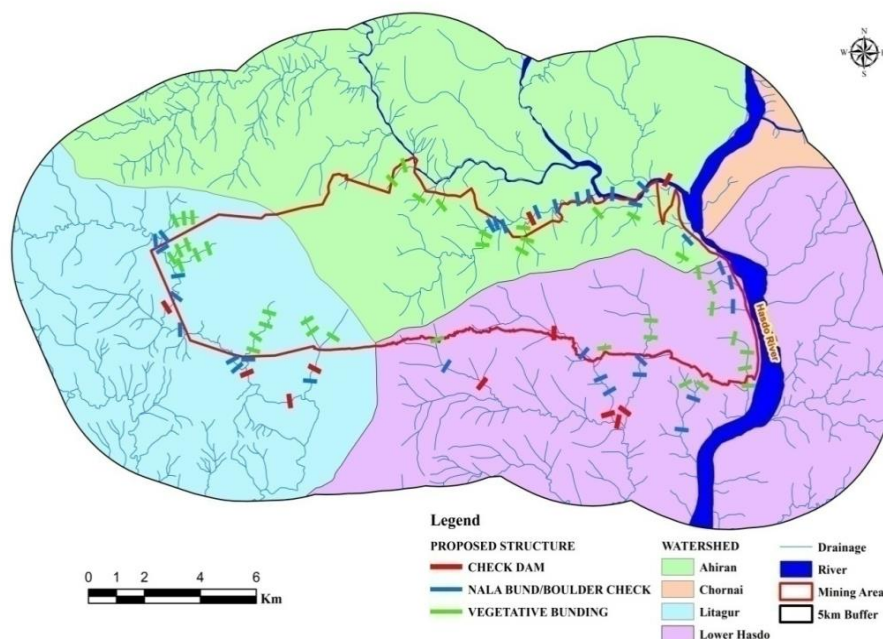 N
W
S
Hasdo River
Legend
PROPOSED STRUCTURE
CHECK DAM
NALA BUND/BOULDER CHECK
VEGETATIVE BUNDING
WATERSHED
Ahiran
Chornai
Litagur
Lower Hasdo
Drainage
River
Mining Area
5km Buffer
0 1 2 4 6
Km